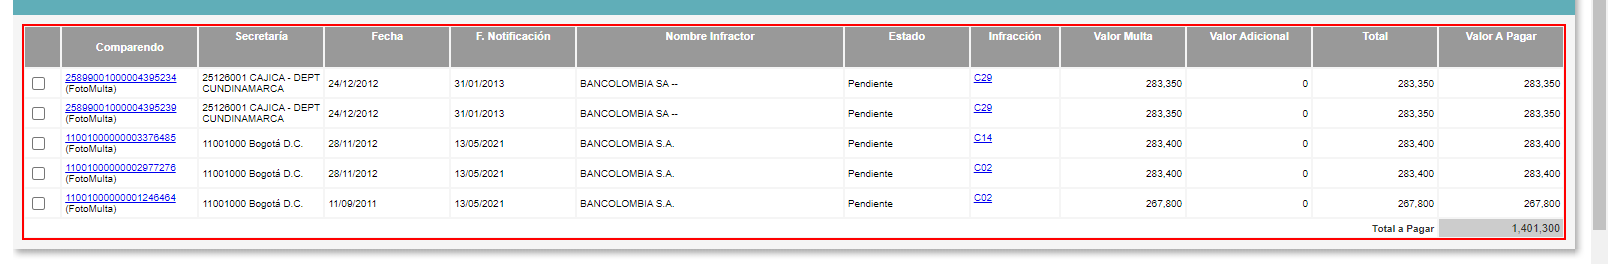 Comparendo Secretaría Fecha F. Notificación Nombre Infractor Estado Infracción Valor Multa Valor Adicional Total Valor A Pagar
25899001000004395234 (FotoMulta) 25126001 CAJICA - DEPT CUNDINAMARCA 24/12/2012 31/01/2013 BANCOLOMBIA SA -- Pendiente C29 283,350 0 283,350 283,350
25899001000004395239 (FotoMulta) 25126001 CAJICA - DEPT CUNDINAMARCA 24/12/2012 31/01/2013 BANCOLOMBIA SA -- Pendiente C29 283,350 0 283,350 283,350
11001000000003376485 (FotoMulta) 11001000 Bogotá D.C. 28/11/2012 13/05/2021 BANCOLOMBIA S.A. Pendiente C14 283,400 0 283,400 283,400
11001000000002977276 (FotoMulta) 11001000 Bogotá D.C. 28/11/2012 13/05/2021 BANCOLOMBIA S.A. Pendiente C02 283,400 0 283,400 283,400
11001000000001246464 (FotoMulta) 11001000 Bogotá D.C. 11/09/2011 13/05/2021 BANCOLOMBIA S.A. Pendiente C02 267,800 0 267,800 267,800
Total a Pagar 1,401,300